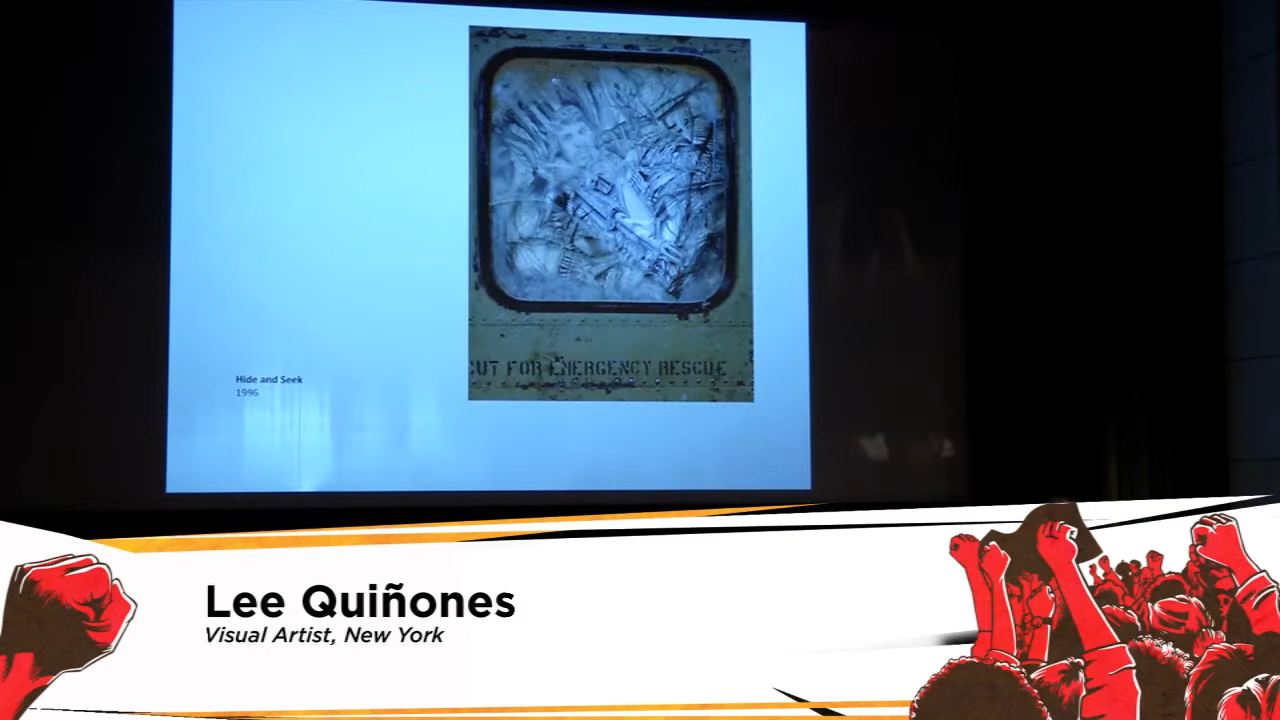 CUT FOR EMERGENCY RESCUE
Hide and Seek
1996
Lee Quiñones
Visual Artist, New York